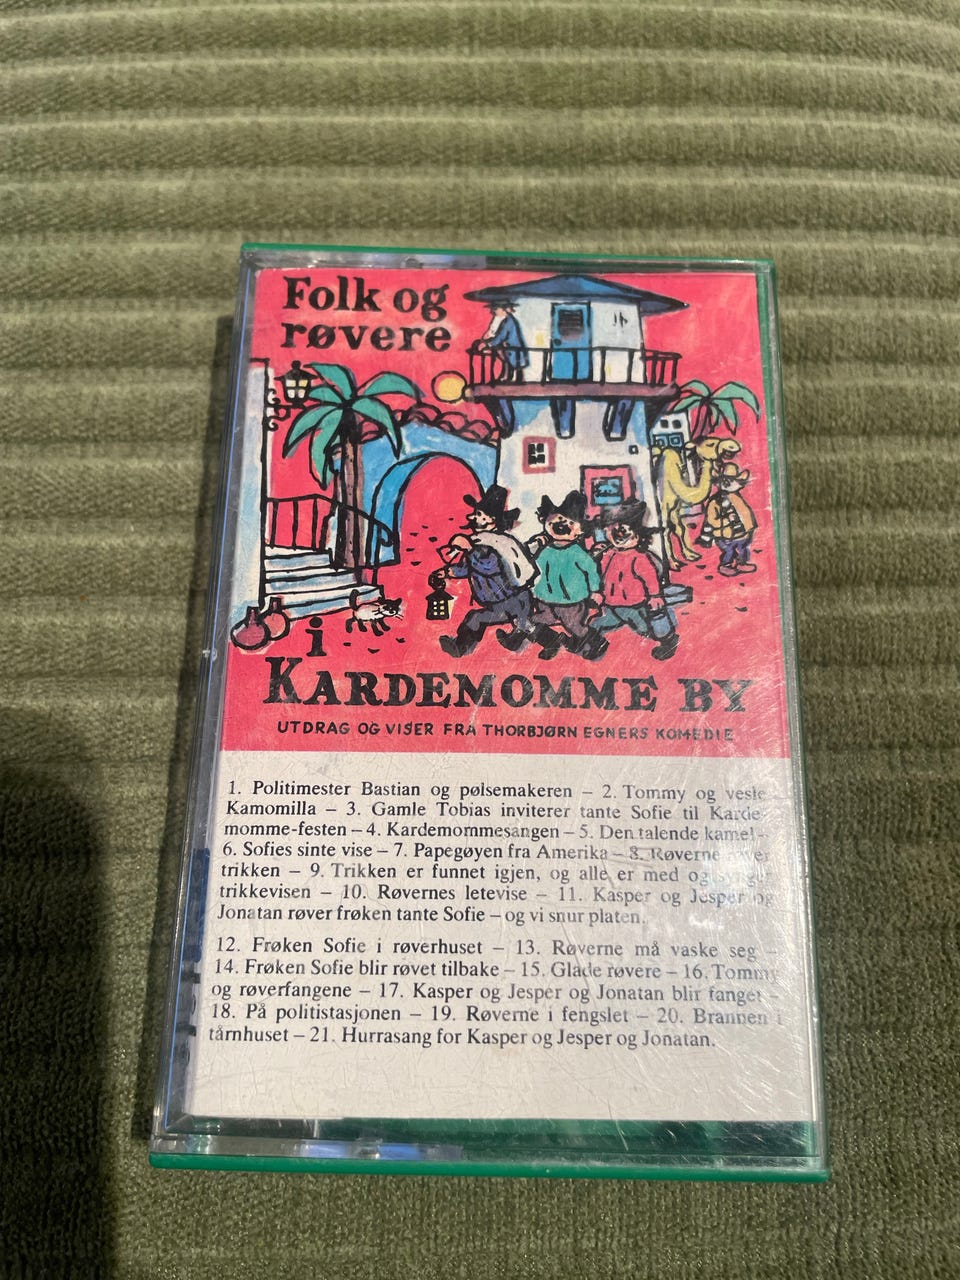 Folk og
røvere
i
KARDEMOMME BY
UTDRAG OG VISER FRA THORBJØRN EGNERS KOMEDIE
1. Politimester Bastian og pølsemakeren – 2. Tommy og vesle
Kamomilla – 3. Gamle Tobias inviterer tante Sofie til Karde-
momme-festen – 4. Kardemommesangen – 5. Den talende kamel –
6. Sofies sinte vise – 7. Papegøyen fra Amerika – 8. Røverne røver
trikken – 9. Trikken er funnet igjen, og alle er med og synger
trikkevisen – 10. Røvernes letevise – 11. Kasper og Jesper og
Jonatan røver frøken tante Sofie – og vi snur platen.
12. Frøken Sofie i røverhuset – 13. Røverne må vaske seg –
14. Frøken Sofie blir røvet tilbake – 15. Glade røvere – 16. Tommy
og røverfangene – 17. Kasper og Jesper og Jonatan blir fanget –
18. På politistasjonen – 19. Røverne i fengslet – 20. Brannen i
tårnhuset – 21. Hurrasang for Kasper og Jesper og Jonatan.